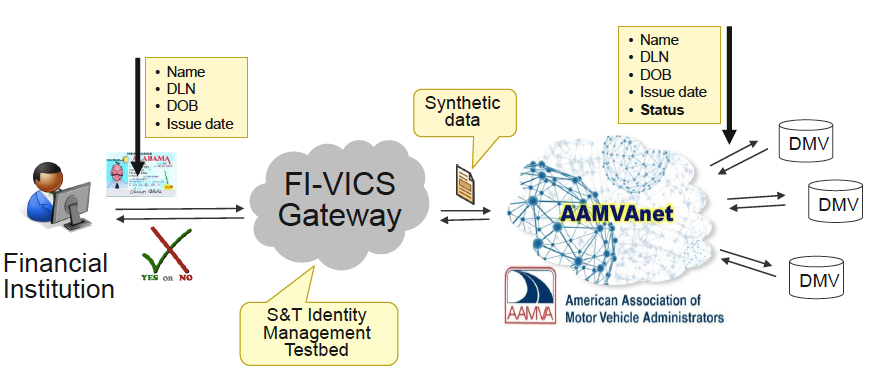 • Name
• DLN
• DOB
• Issue date
• Name
• DLN
• DOB
• Issue date
• Status
Synthetic
data
DMV
ALABAMA
FI-VICS
Gateway
AAMVAnet
DMV
YES OR NO
Financial
Institution
DMV
S&T Identity
Management
Testbed
AAMVA
American Association of
Motor Vehicle Administrators